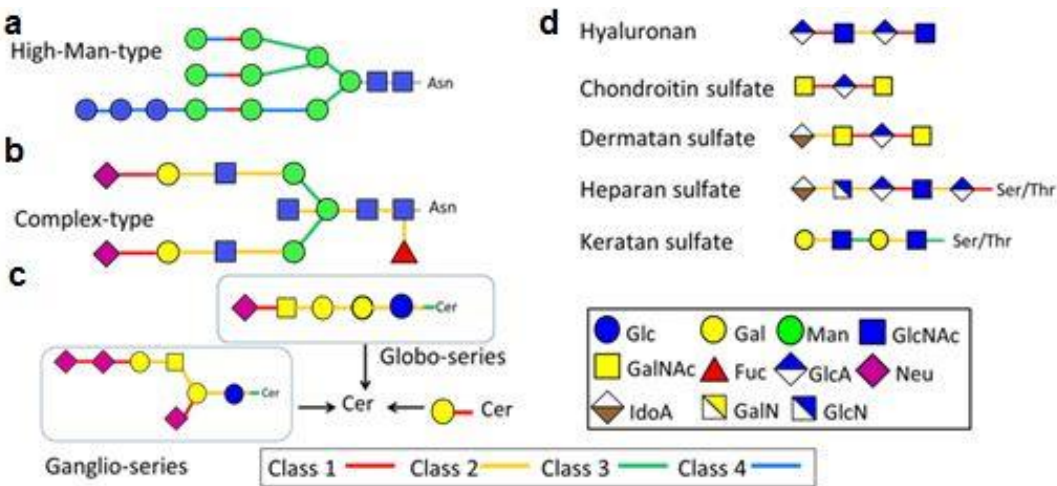 a
High-Man-type
Asn
b
Complex-type
Asn
c
Cer
Globo-series
Cer
Cer
Cer
Ganglio-series
d
Hyaluronan
Chondroitin sulfate
Dermatan sulfate
Heparan sulfate
Ser/Thr
Keratan sulfate
Ser/Thr
Glc Gal Man GlcNAc
GalNAc Fuc GlcA Neu
IdoA GalN GlcN
Class 1 Class 2 Class 3 Class 4